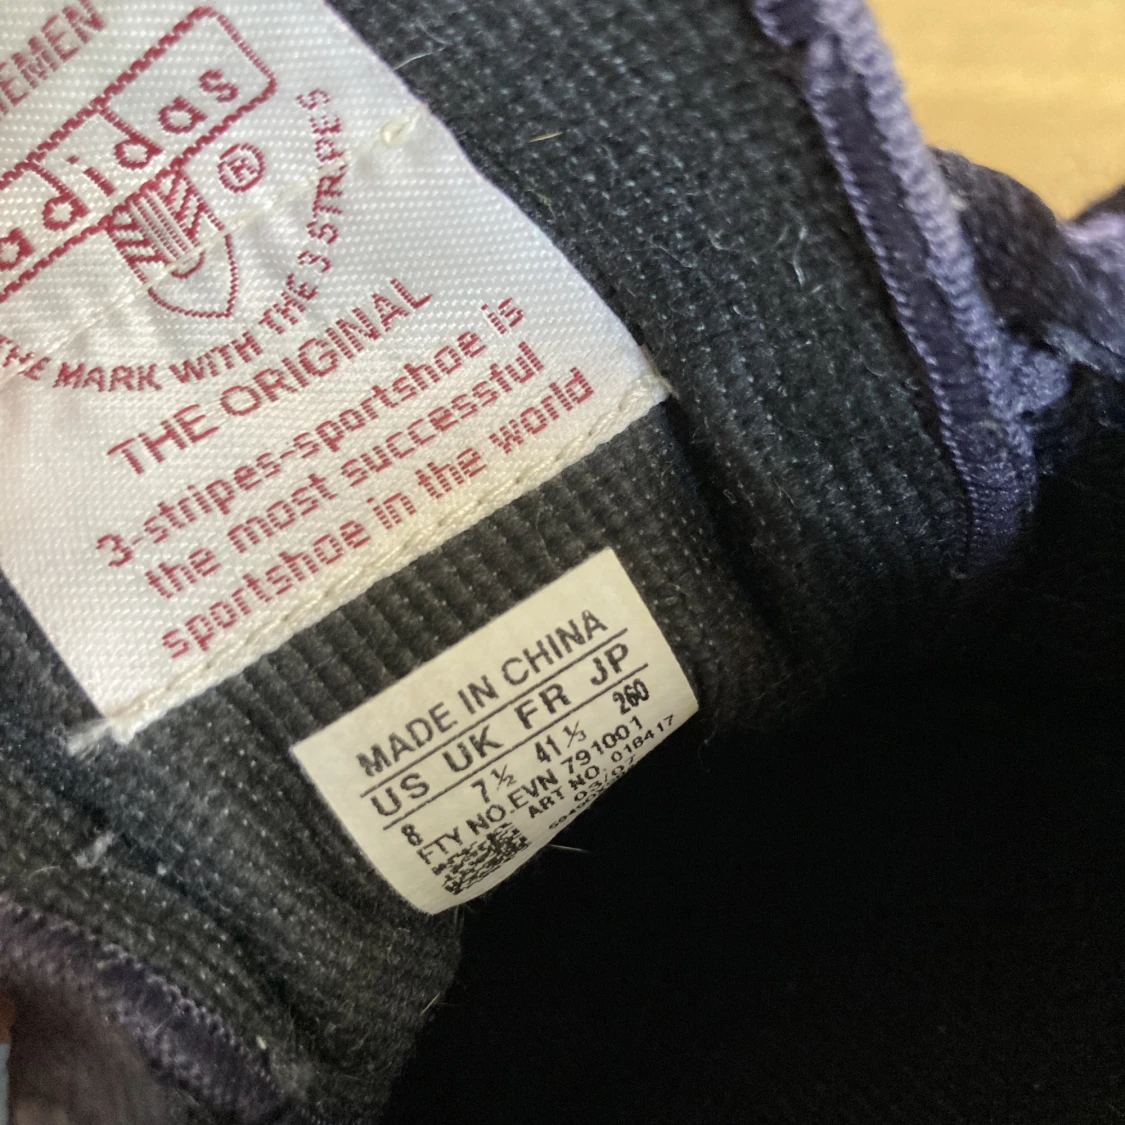 adidas ®
THE MARK WITH THE 3 STRIPES
THE ORIGINAL
3-stripes-sportshoe is
the most successful
sportshoe in the world
MADE IN CHINA
US UK FR JP
8 7½ 41⅓ 260
FTY NO.EVN 791001
ART NO. 018417
03/07